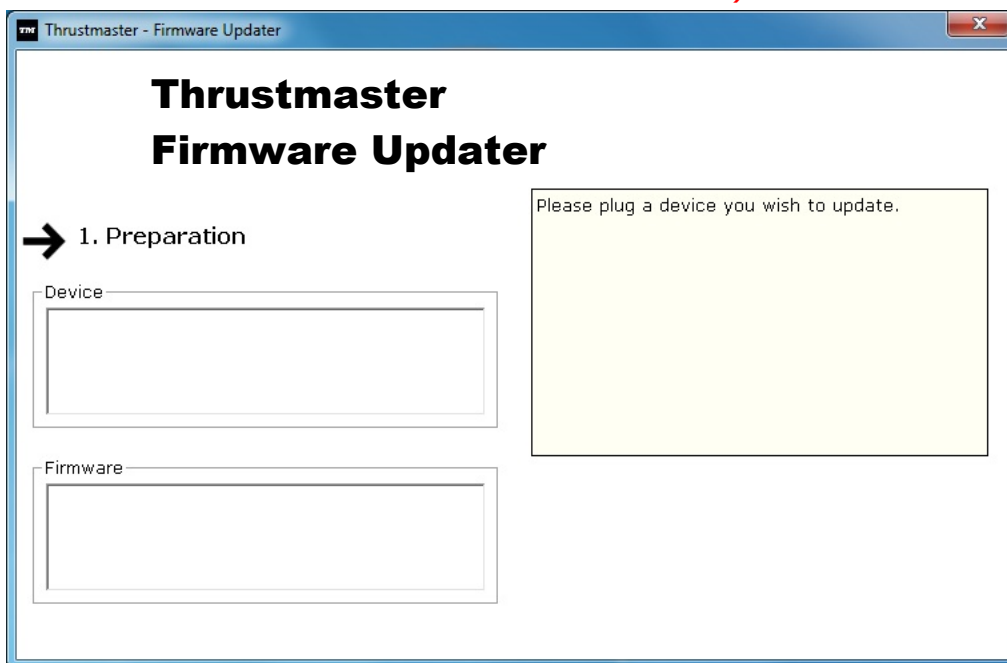 TM Thrustmaster - Firmware Updater
Thrustmaster
Firmware Updater
1. Preparation
Please plug a device you wish to update.
Device
Firmware